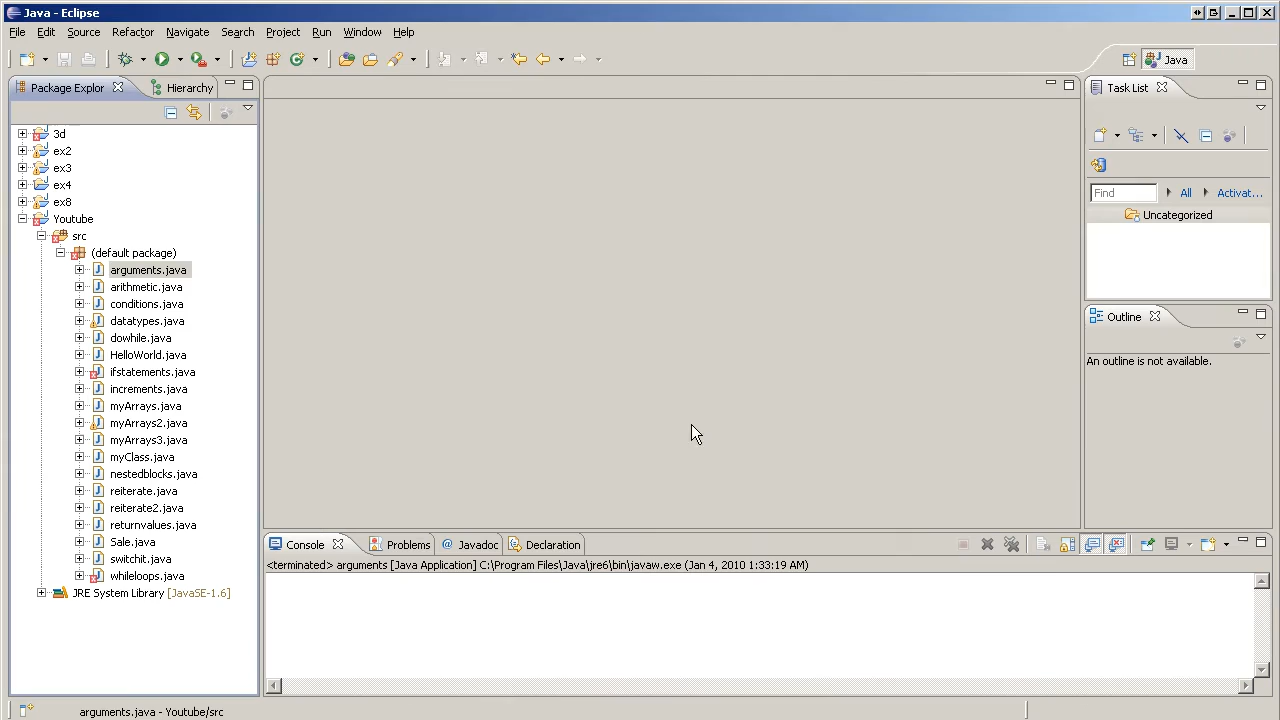 Java - Eclipse
File Edit Source Refactor Navigate Search Project Run Window Help
Java
Package Explor Hierarchy
Task List
3d
ex2
ex3
ex4
ex8
Youtube
src
(default package)
arguments.java
arithmetic.java
conditions.java
datatypes.java
dowhile.java
HelloWorld.java
ifstatements.java
increments.java
myArrays.java
myArrays2.java
myArrays3.java
myClass.java
nestedblocks.java
reiterate.java
reiterate2.java
returnvalues.java
Sale.java
switchit.java
whileloops.java
JRE System Library [JavaSE-1.6]
Find All Activat...
Uncategorized
Outline
An outline is not available.
Console Problems @ Javadoc Declaration
<terminated> arguments [Java Application] C:\Program Files\Java\jre6\bin\javaw.exe (Jan 4, 2010 1:33:19 AM)
arguments.java - Youtube/src